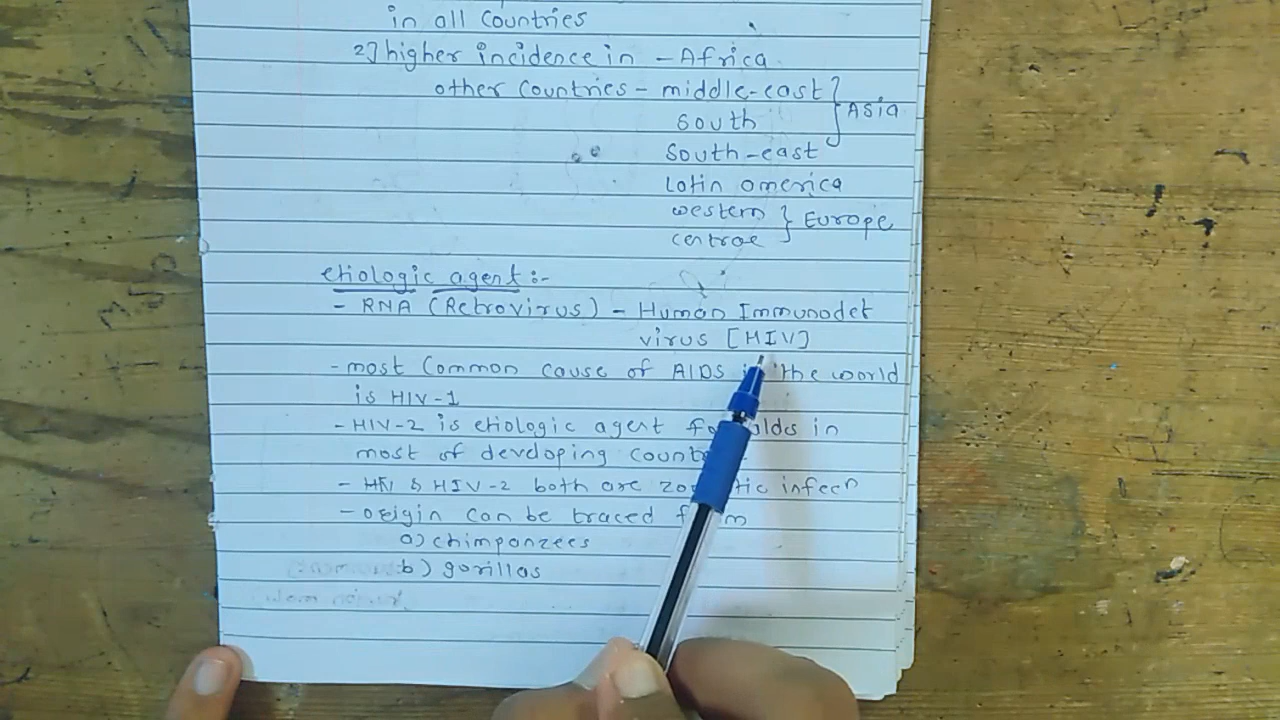 in all countries
2] higher incidence in - Africa
other countries - middle-east } Asia
south
south-east
Latin america
western } Europe
central
etiologic agent :-
- RNA (Retrovirus) - Human Immunodef
virus [HIV]
- most common cause of AIDS the world
is HIV-1
- HIV-2 is etiologic agent aids in
most of developing
- & HIV-2 both are infecn
- origin can be traced
a) chimpanzees
b) gorillas